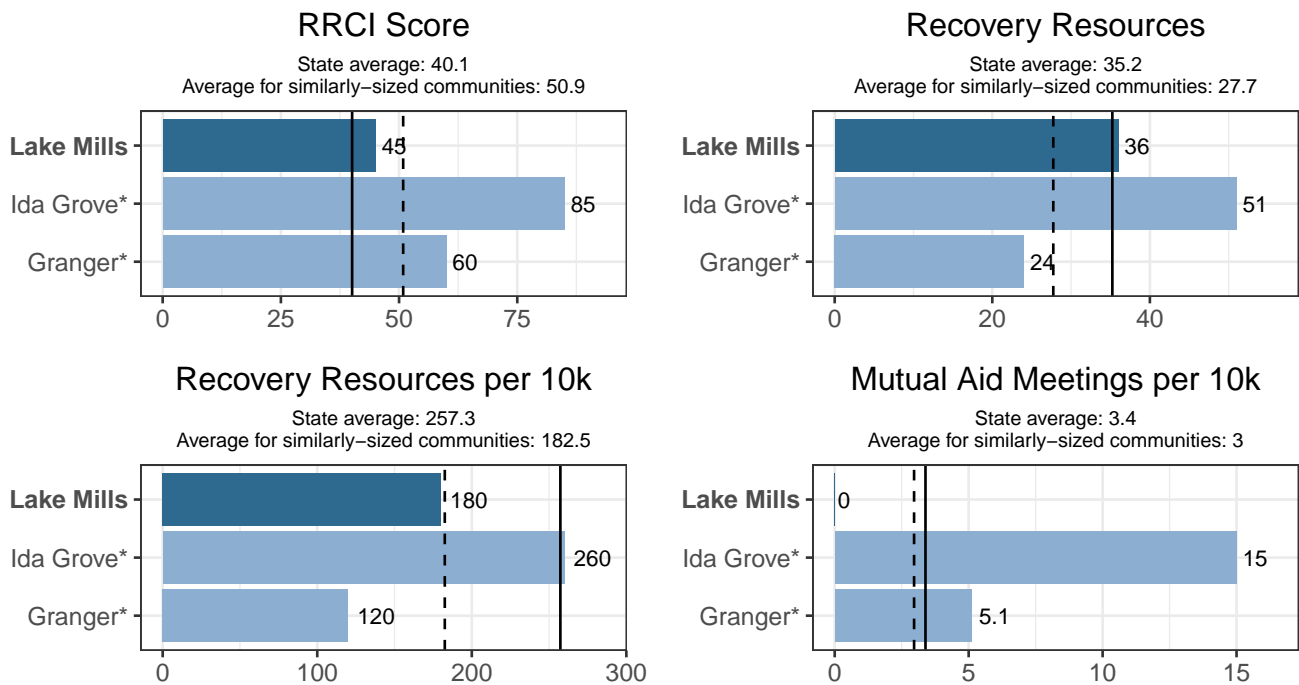 RRCI Score
State average: 40.1
Average for similarly−sized communities: 50.9
Lake Mills
45
Ida Grove*
85
Granger*
60
0 25 50 75
Recovery Resources
State average: 35.2
Average for similarly−sized communities: 27.7
Lake Mills
36
Ida Grove*
51
Granger*
24
0 20 40
Recovery Resources per 10k
State average: 257.3
Average for similarly−sized communities: 182.5
Lake Mills
180
Ida Grove*
260
Granger*
120
0 100 200 300
Mutual Aid Meetings per 10k
State average: 3.4
Average for similarly−sized communities: 3
Lake Mills
0
Ida Grove*
15
Granger*
5.1
0 5 10 15